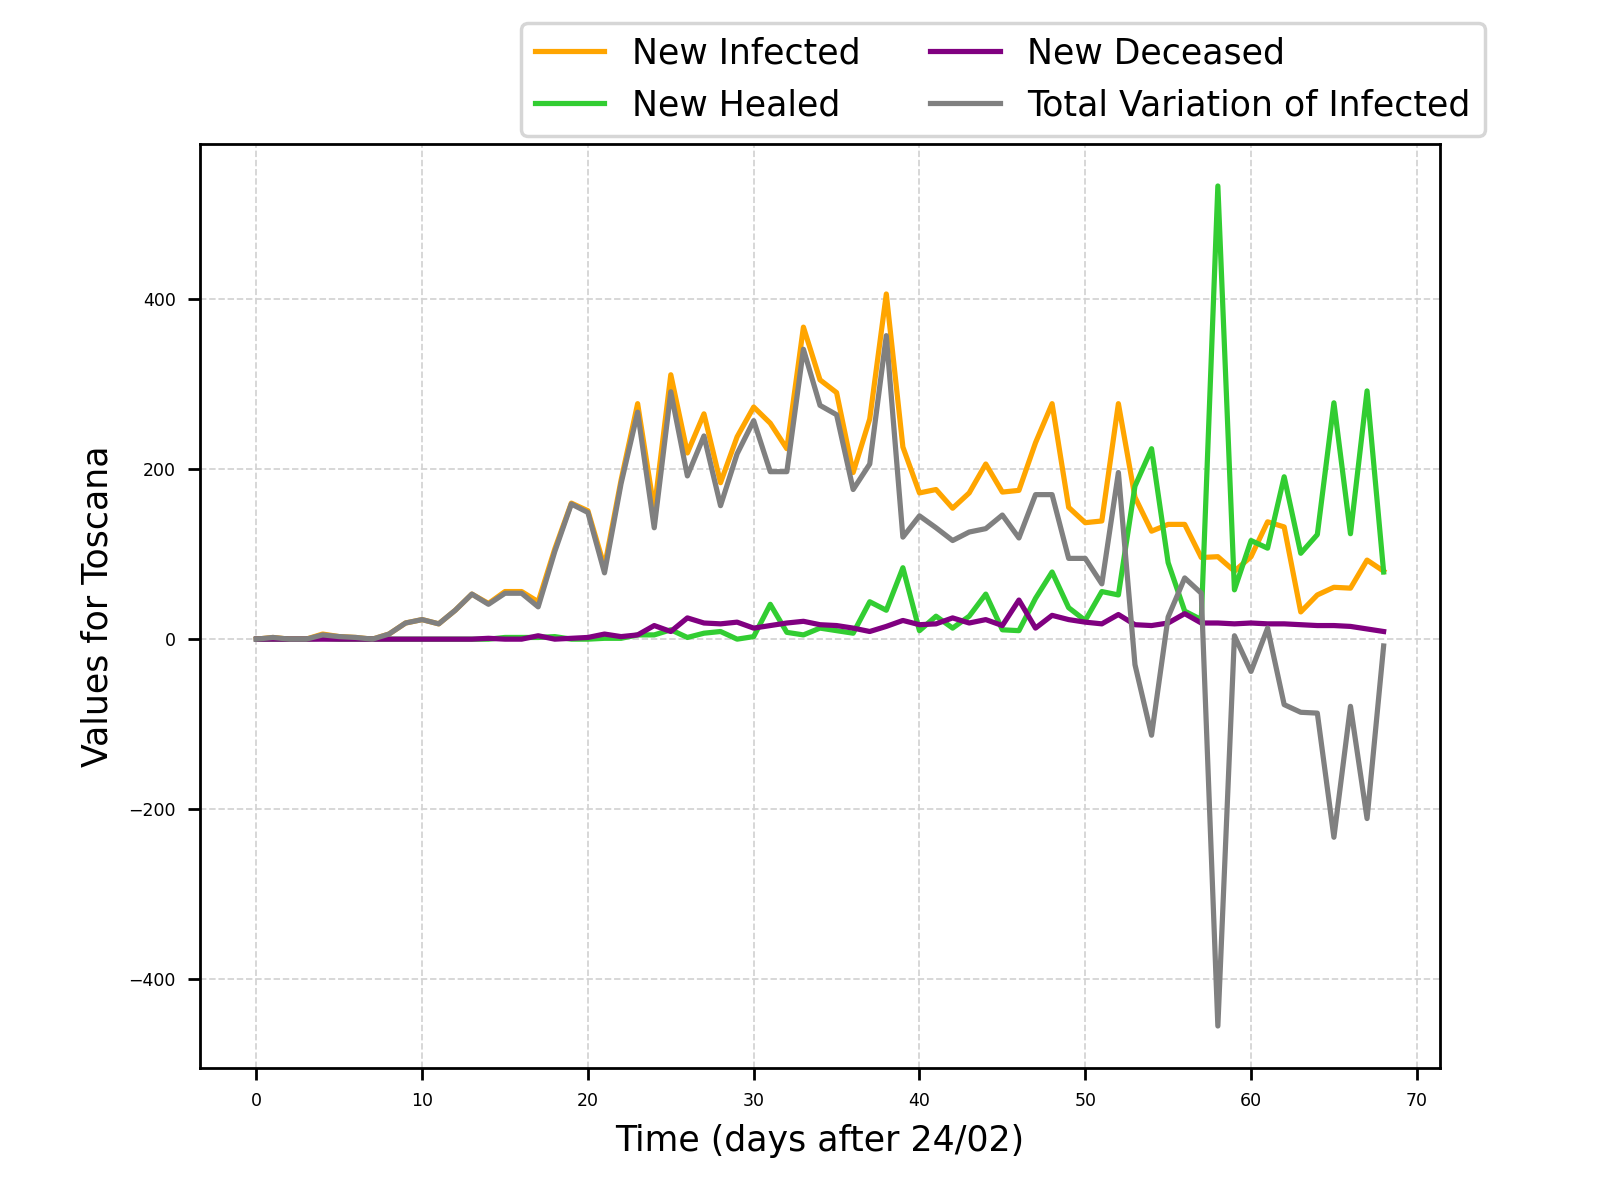 New Infected
New Healed
New Deceased
Total Variation of Infected
Values for Toscana
400
200
0
−200
−400
0 10 20 30 40 50 60 70
Time (days after 24/02)